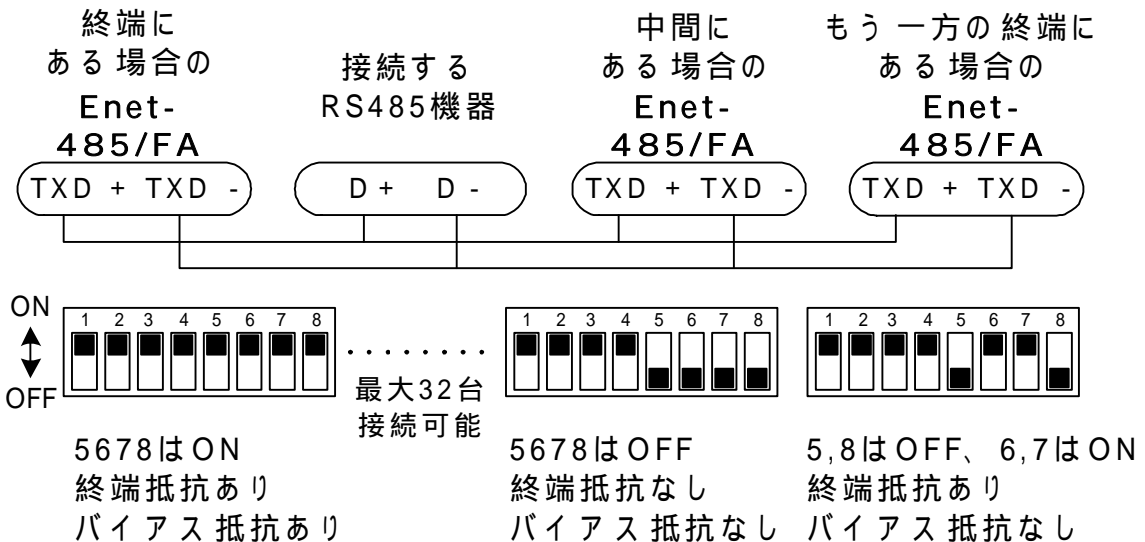 終端に
ある場合の
Enet-
485/FA
接続する
RS485機器
中間に
ある場合の
Enet-
485/FA
もう一方の終端に
ある場合の
Enet-
485/FA
TXD + TXD -
D+ D-
TXD + TXD -
TXD + TXD -
ON
OFF
1 2 3 4 5 6 7 8
1 2 3 4 5 6 7 8
1 2 3 4 5 6 7 8
........
最大32台
接続可能
5678はON
終端抵抗あり
バイアス抵抗あり
5678はOFF
終端抵抗なし
バイアス抵抗なし
5,8はOFF、6,7はON
終端抵抗あり
バイアス抵抗なし